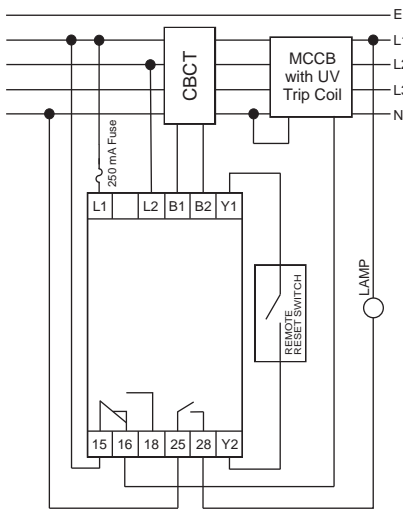 E
L1
L2
L3
N
CBCT
MCCB
with UV
Trip Coil
250 mA Fuse
L1 L2 B1 B2 Y1
REMOTE
RESET SWITCH
LAMP
15 16 18 25 28 Y2